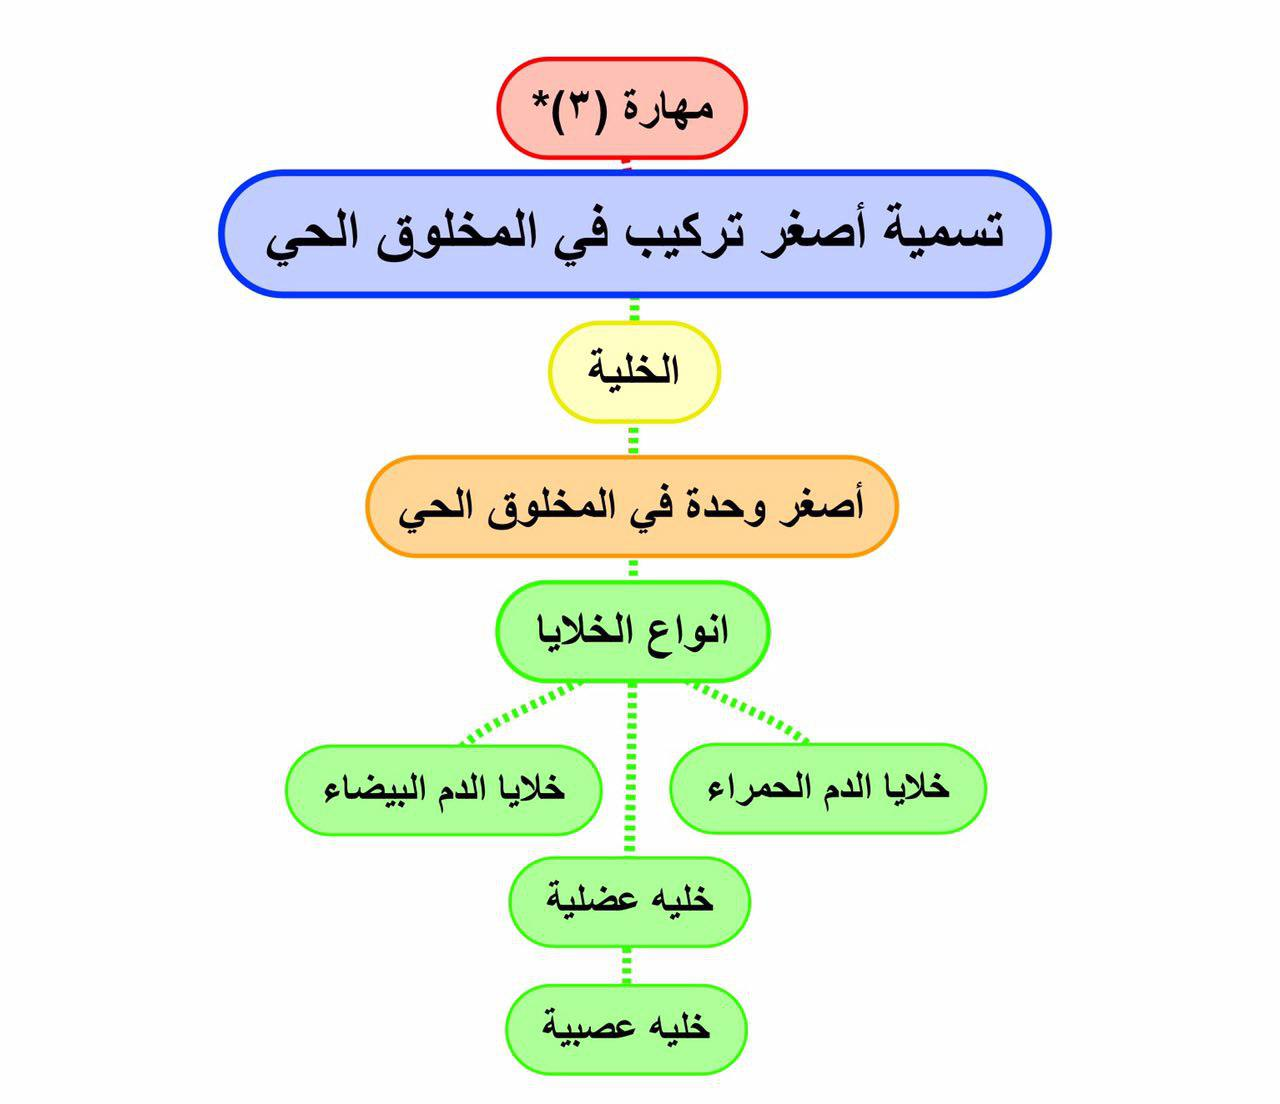 مهارة (٣)*
تسمية أصغر تركيب في المخلوق الحي
الخلية
أصغر وحدة في المخلوق الحي
انواع الخلايا
خلايا الدم الحمراء
خلايا الدم البيضاء
خليه عضلية
خليه عصبية